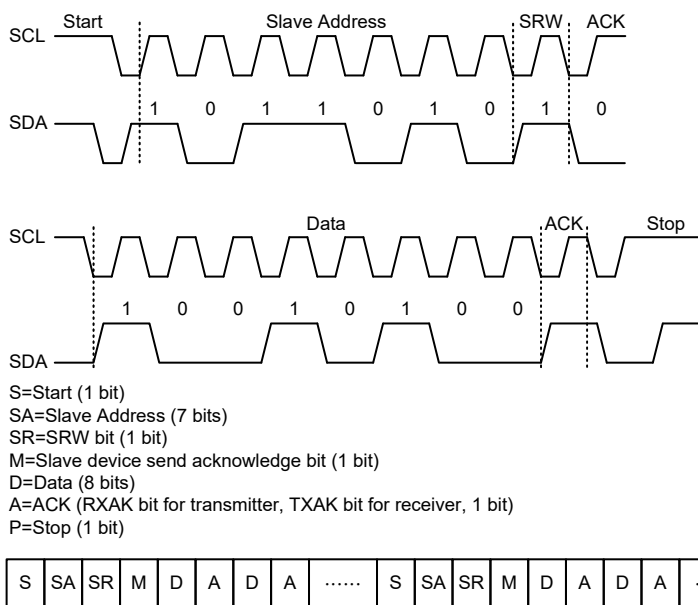 Start Slave Address SRW ACK
SCL
1 0 1 1 0 1 0 1 0
SDA
Data ACK Stop
SCL
1 0 0 1 0 1 0 0
SDA
S=Start (1 bit)
SA=Slave Address (7 bits)
SR=SRW bit (1 bit)
M=Slave device send acknowledge bit (1 bit)
D=Data (8 bits)
A=ACK (RXAK bit for transmitter, TXAK bit for receiver, 1 bit)
P=Stop (1 bit)
S SA SR M D A D A ······ S SA SR M D A D A